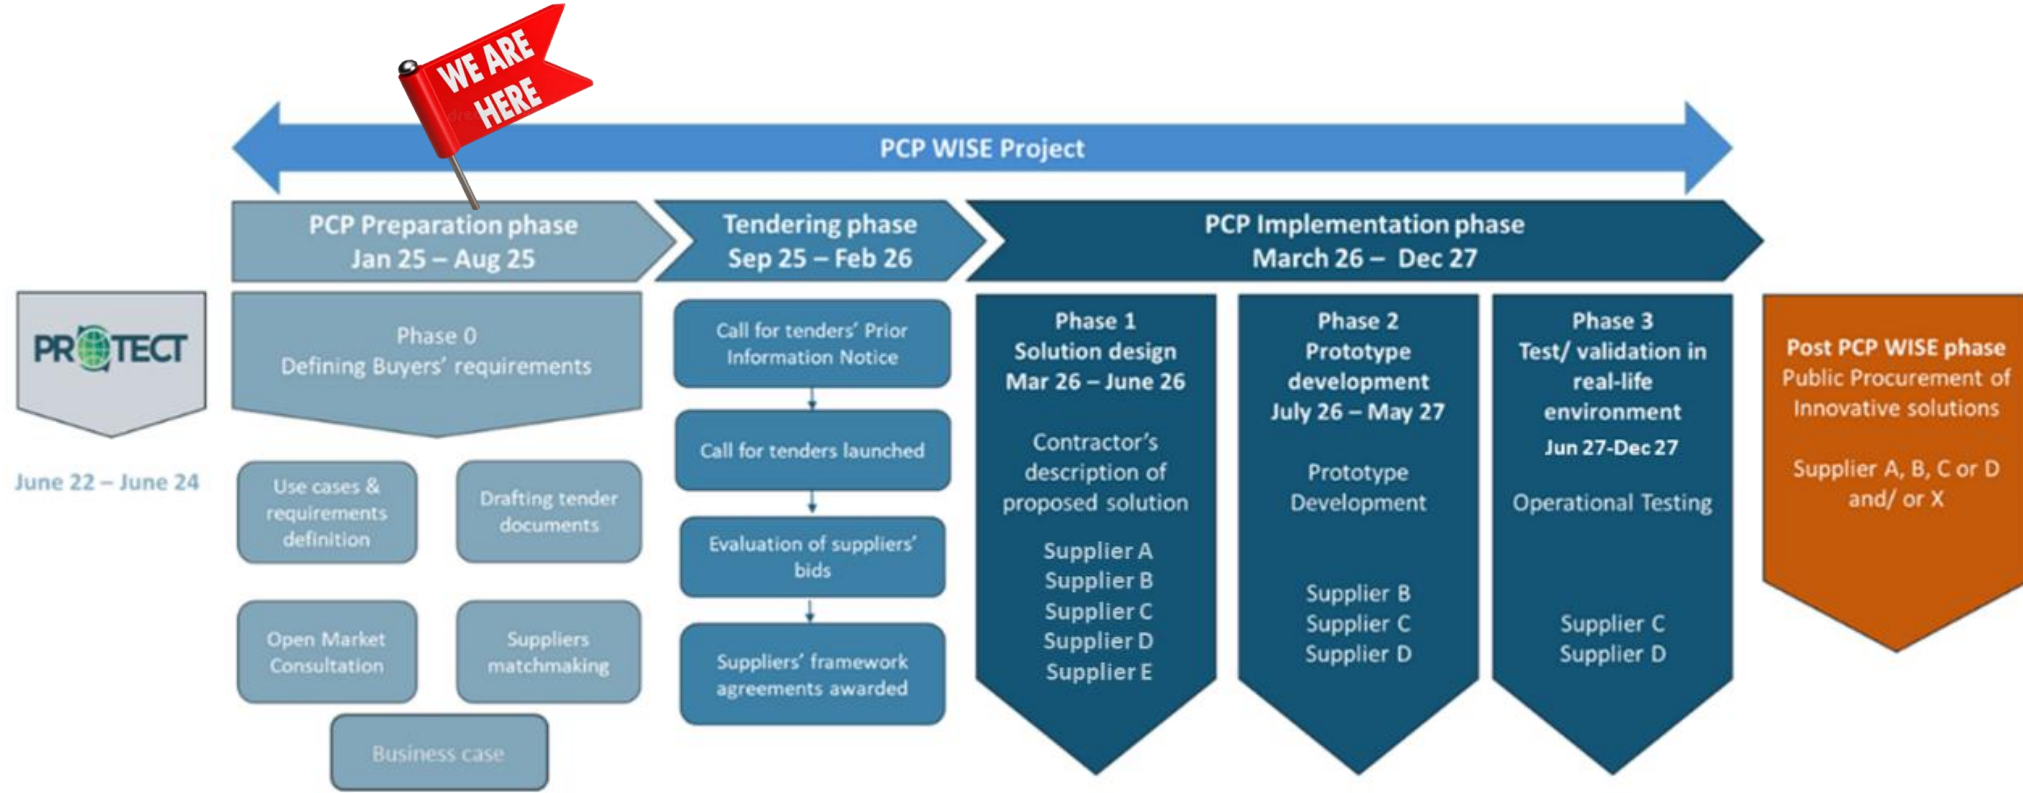 WE ARE
HERE
PCP WISE Project
PCP Preparation phase
Jan 25 – Aug 25
Tendering phase
Sep 25 – Feb 26
PCP Implementation phase
March 26 – Dec 27
PROTECT
June 22 – June 24
Phase 0
Defining Buyers' requirements
Use cases &
requirements
definition
Drafting tender
documents
Open Market
Consultation
Suppliers
matchmaking
Business case
Call for tenders' Prior
Information Notice
Call for tenders launched
Evaluation of suppliers'
bids
Suppliers' framework
agreements awarded
Phase 1
Solution design
Mar 26 – June 26
Contractor's
description of
proposed solution
Supplier A
Supplier B
Supplier C
Supplier D
Supplier E
Phase 2
Prototype
development
July 26 – May 27
Prototype
Development
Supplier B
Supplier C
Supplier D
Phase 3
Test/ validation in
real-life
environment
Jun 27-Dec 27
Operational Testing
Supplier C
Supplier D
Post PCP WISE phase
Public Procurement of
Innovative solutions
Supplier A, B, C or D
and/ or X